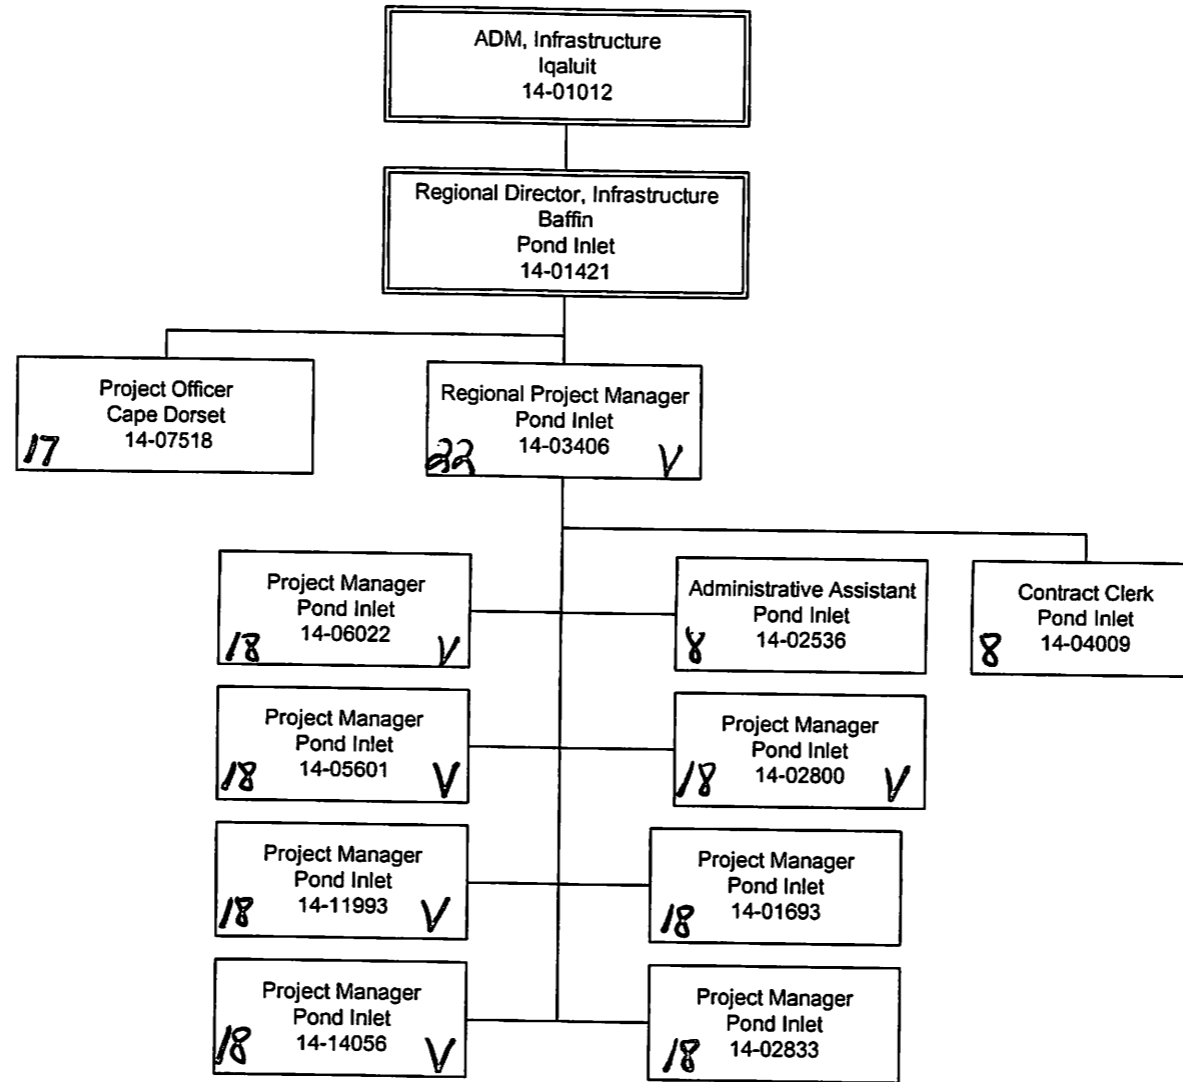 ADM, Infrastructure
Iqaluit
14-01012
Regional Director, Infrastructure
Baffin
Pond Inlet
14-01421
Project Officer
Cape Dorset
14-07518
17
Regional Project Manager
Pond Inlet
14-03406
22 V
Project Manager
Pond Inlet
14-06022
18 V
Administrative Assistant
Pond Inlet
14-02536
8
Contract Clerk
Pond Inlet
14-04009
8
Project Manager
Pond Inlet
14-05601
18 V
Project Manager
Pond Inlet
14-02800
18 V
Project Manager
Pond Inlet
14-11993
18 V
Project Manager
Pond Inlet
14-01693
18
Project Manager
Pond Inlet
14-14056
18 V
Project Manager
Pond Inlet
14-02833
18